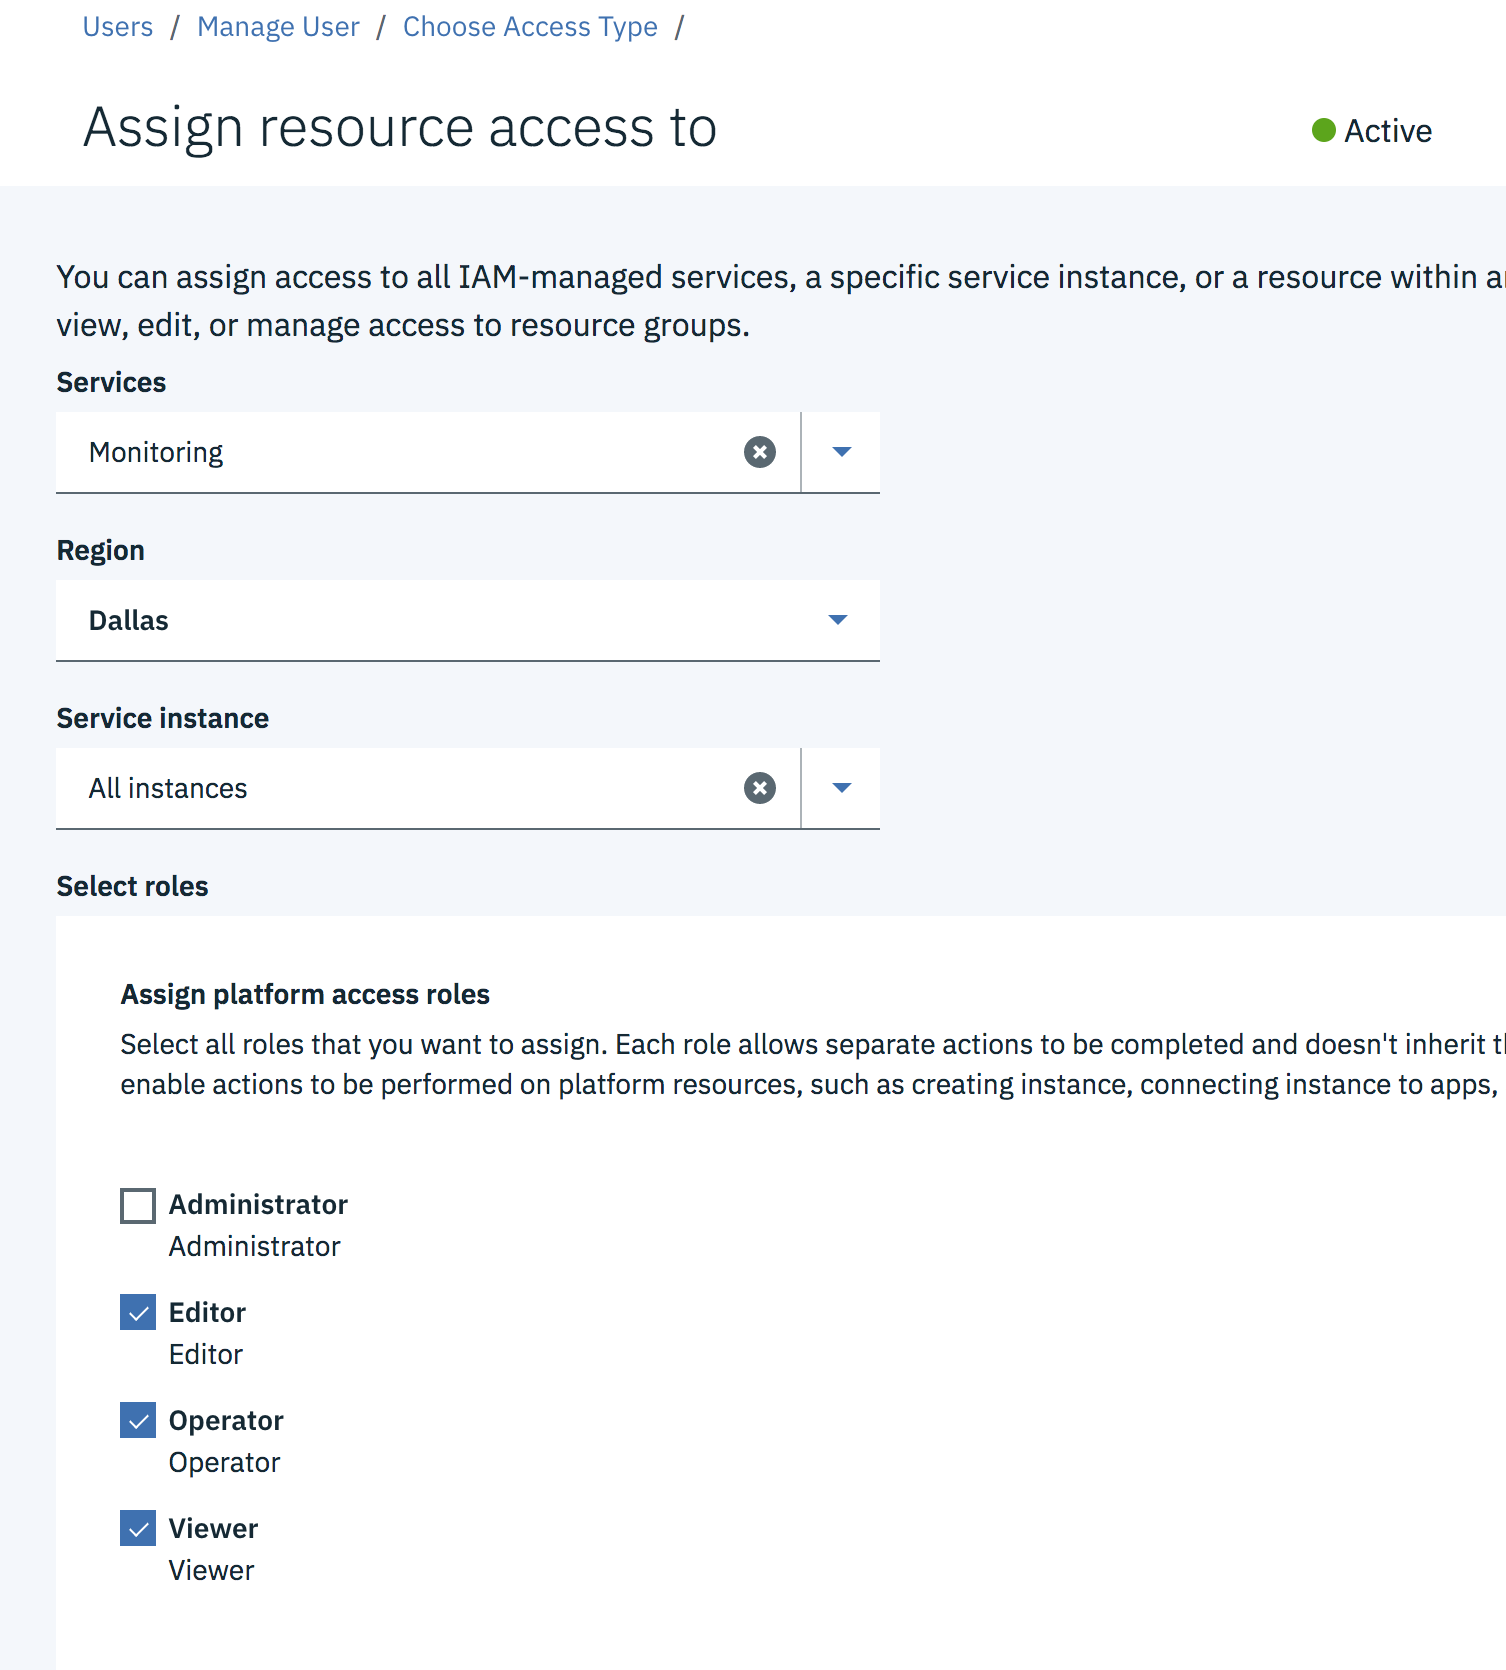 Users / Manage User / Choose Access Type /
Assign resource access to
Active
You can assign access to all IAM-managed services, a specific service instance, or a resource within
view, edit, or manage access to resource groups.
Services
Monitoring
Region
Dallas
Service instance
All instances
Select roles
Assign platform access roles
Select all roles that you want to assign. Each role allows separate actions to be completed and doesn't inherit
enable actions to be performed on platform resources, such as creating instance, connecting instance to apps,
Administrator
Administrator
Editor
Editor
Operator
Operator
Viewer
Viewer